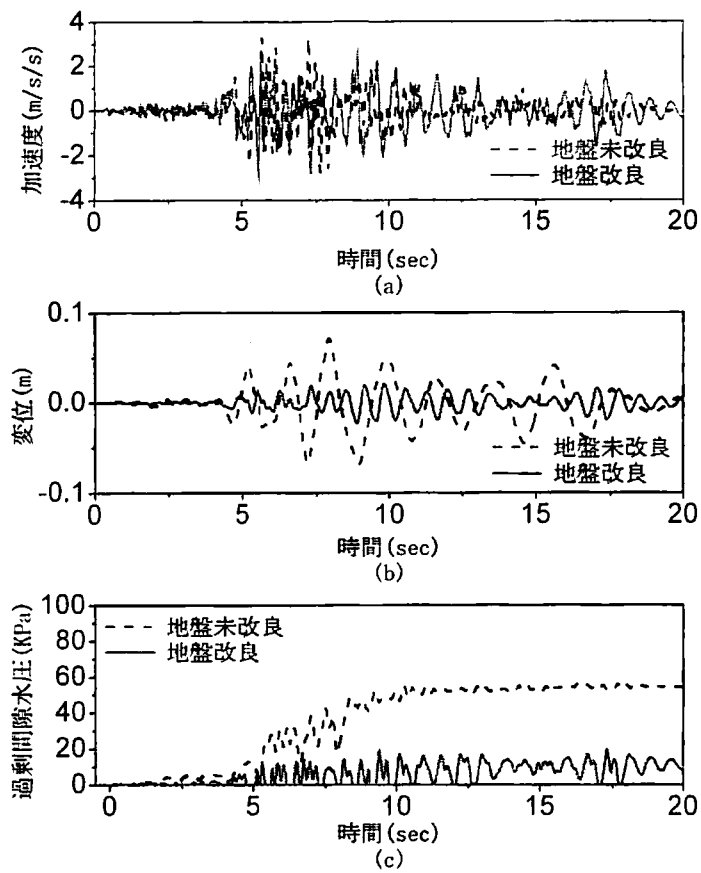 加速度(m/s/s)
4
2
0
-2
-4
地盤未改良
地盤改良
0
5
10
15
20
時間(sec)
(a)
変位(m)
0.1
0.0
-0.1
地盤未改良
地盤改良
0
5
10
15
20
時間(sec)
(b)
過剰間隙水圧(KPa)
100
80
60
40
20
0
地盤未改良
地盤改良
0
5
10
15
20
時間(sec)
(c)